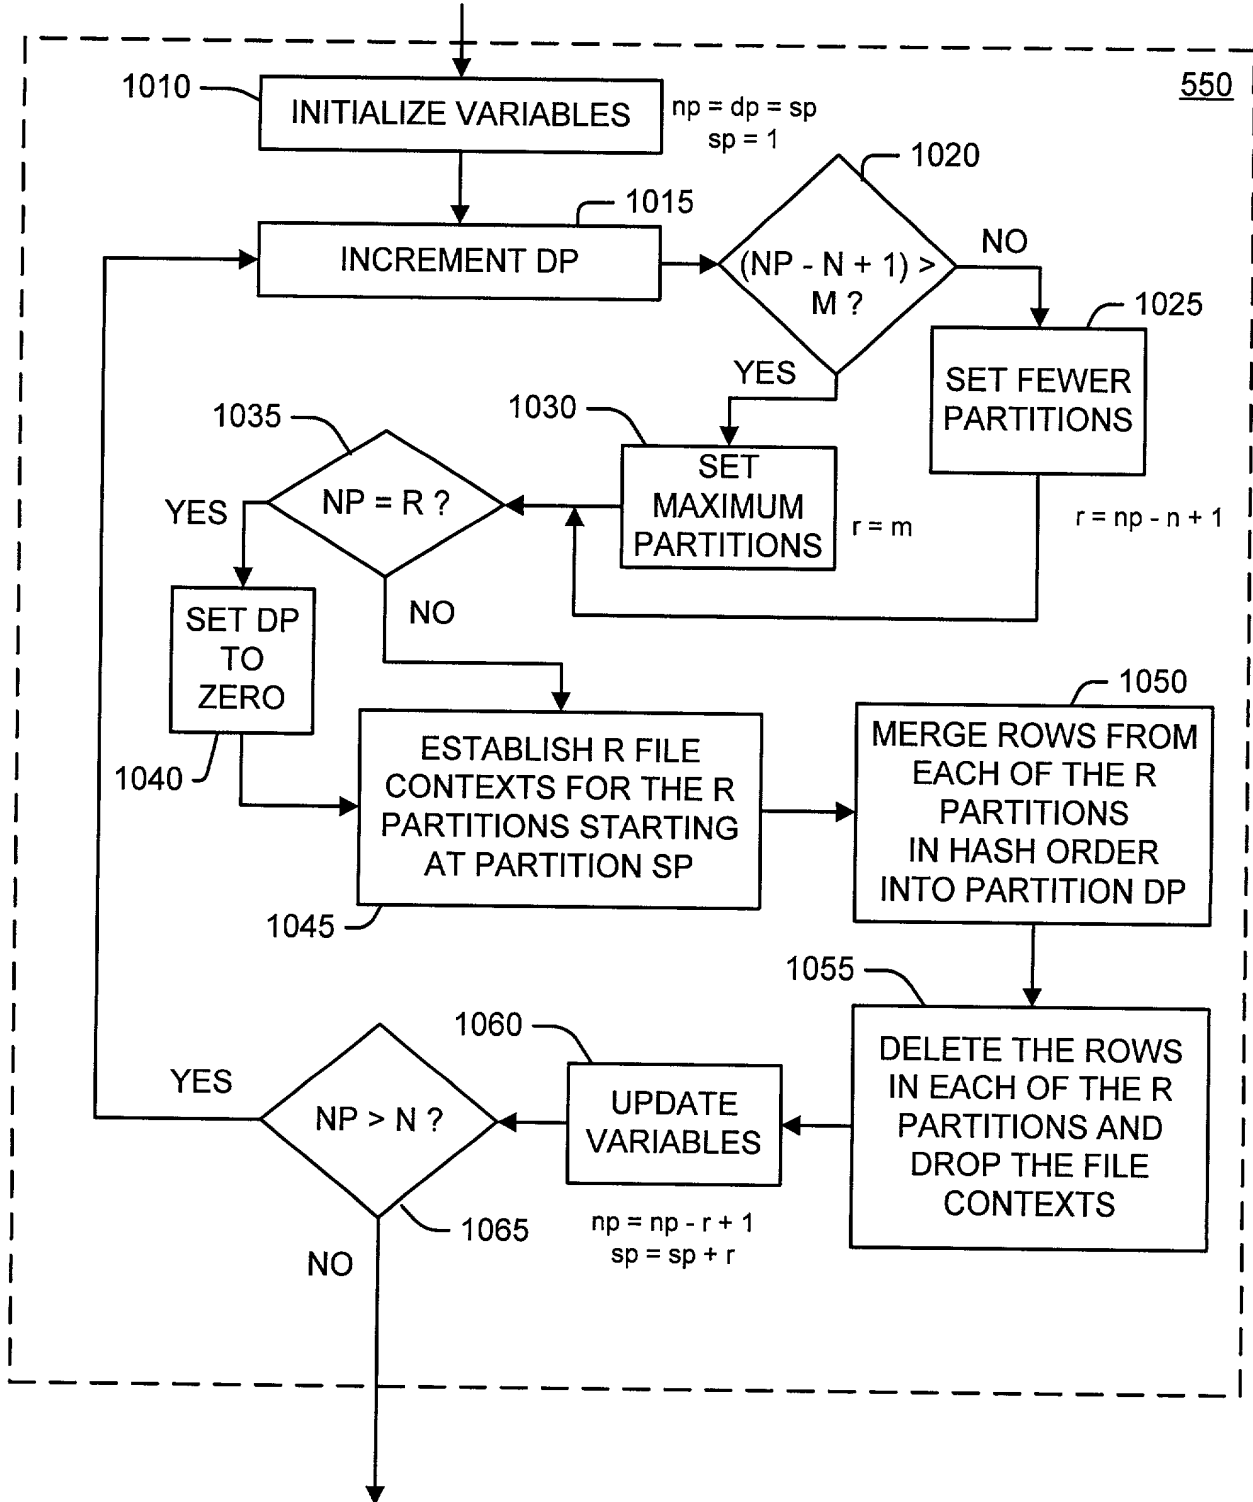 550
1010
INITIALIZE VARIABLES
np = dp = sp
sp = 1
1020
1015
INCREMENT DP
(NP - N + 1) >
M ?
NO
1025
YES
SET FEWER
PARTITIONS
1030
1035
SET
MAXIMUM
PARTITIONS
NP = R ?
YES
r = m
r = np - n + 1
NO
SET DP
TO
ZERO
1040
1050
ESTABLISH R FILE
CONTEXTS FOR THE R
PARTITIONS STARTING
AT PARTITION SP
1045
MERGE ROWS FROM
EACH OF THE R
PARTITIONS
IN HASH ORDER
INTO PARTITION DP
1055
1060
DELETE THE ROWS
IN EACH OF THE R
PARTITIONS AND
DROP THE FILE
CONTEXTS
UPDATE
VARIABLES
YES
NP > N ?
1065
np = np - r + 1
sp = sp + r
NO